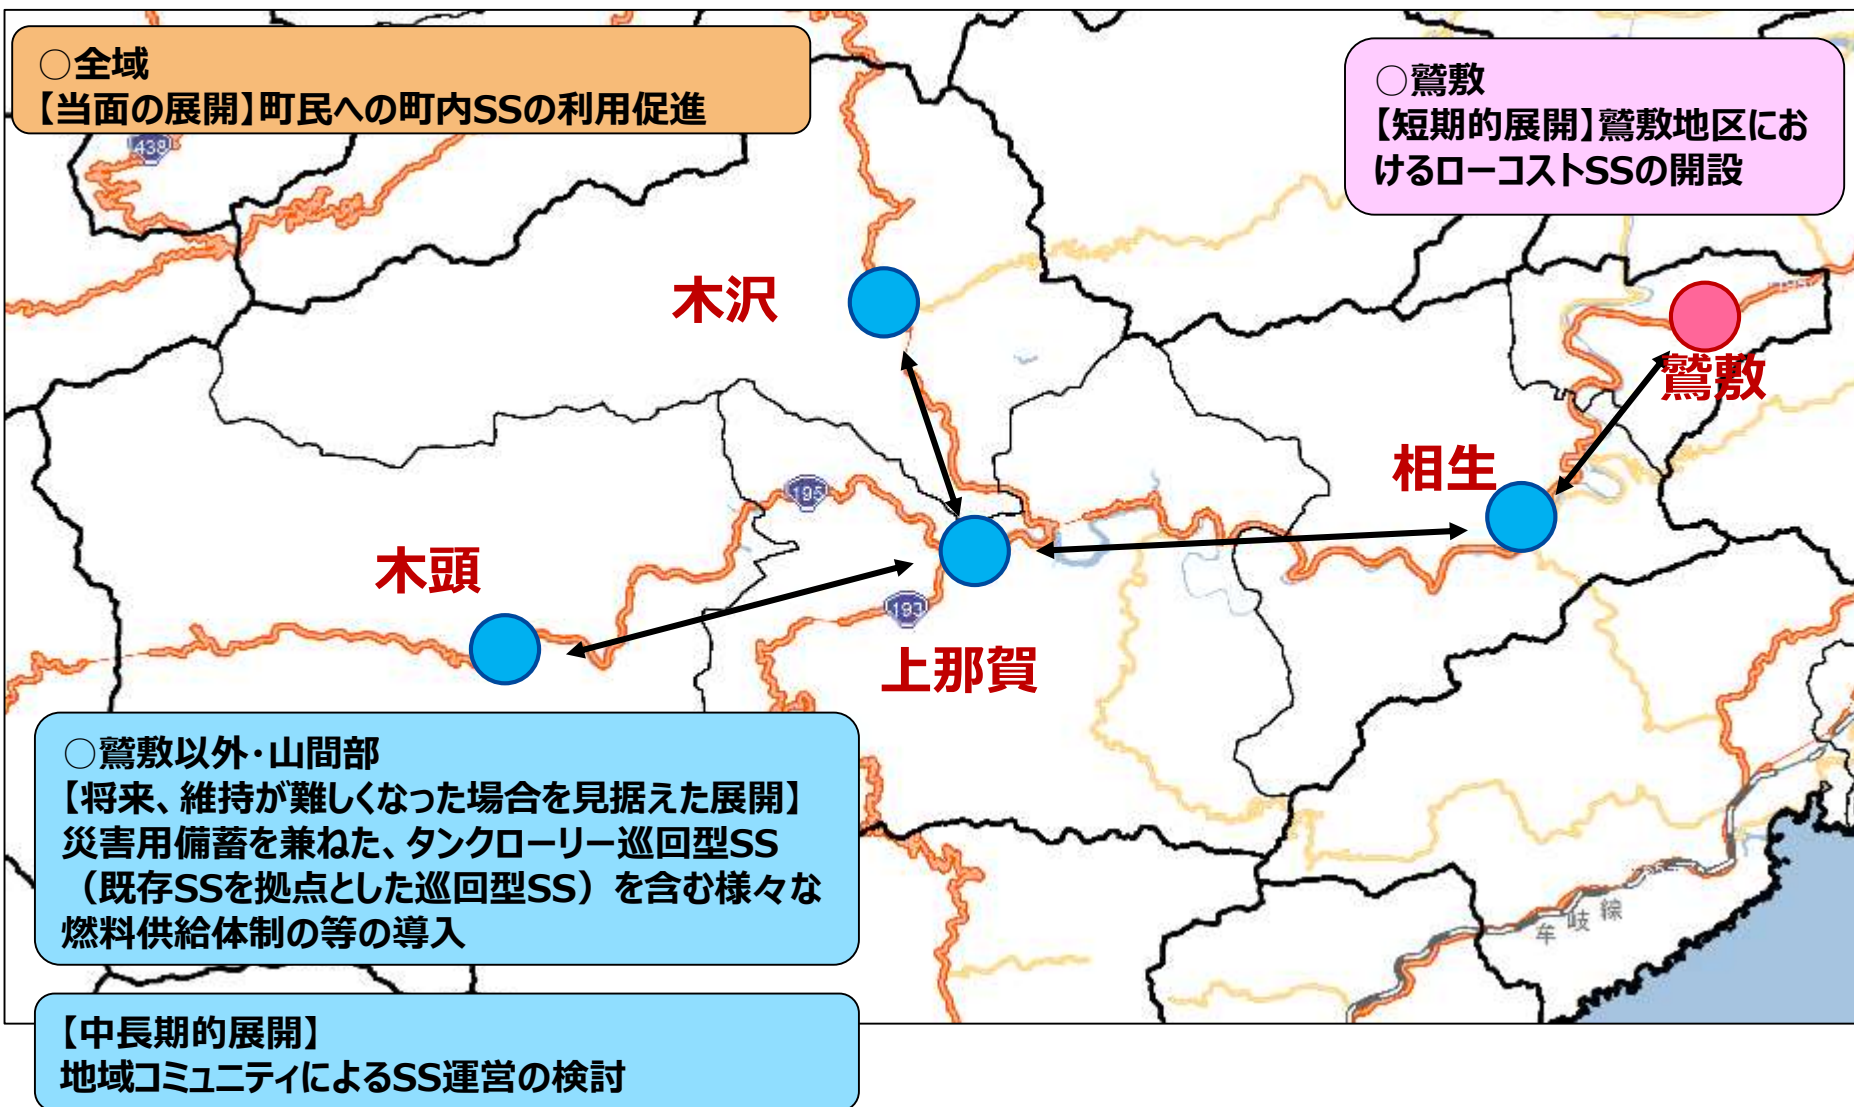 ○全域
【当面の展開】町民への町内SSの利用促進
○鷲敷
【短期的展開】鷲敷地区にお
けるローコストSSの開設
438
木沢
鷲敷
相生
195
木頭
193
上那賀
○鷲敷以外・山間部
【将来、維持が難しくなった場合を見据えた展開】
災害用備蓄を兼ねた、タンクローリー巡回型SS
（既存SSを拠点とした巡回型SS）を含む様々な
燃料供給体制の等の導入
牟岐線
【中長期的展開】
地域コミュニティによるSS運営の検討